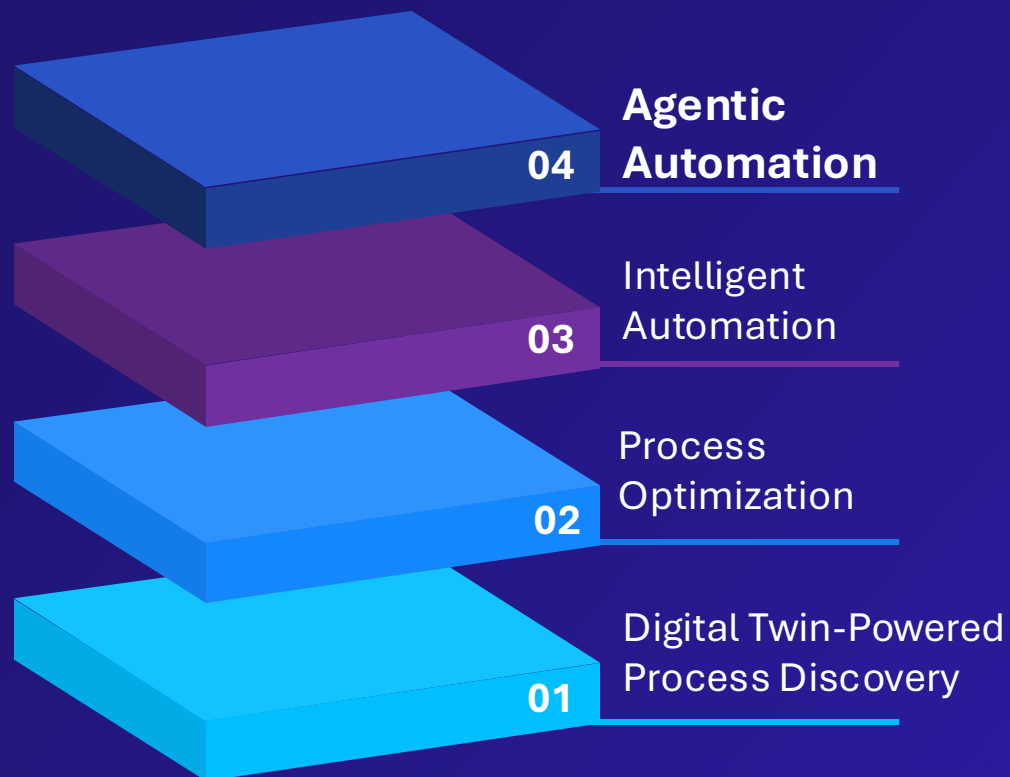 Agentic
Automation
04
Intelligent
Automation
03
Process
Optimization
02
Digital Twin-Powered
Process Discovery
01